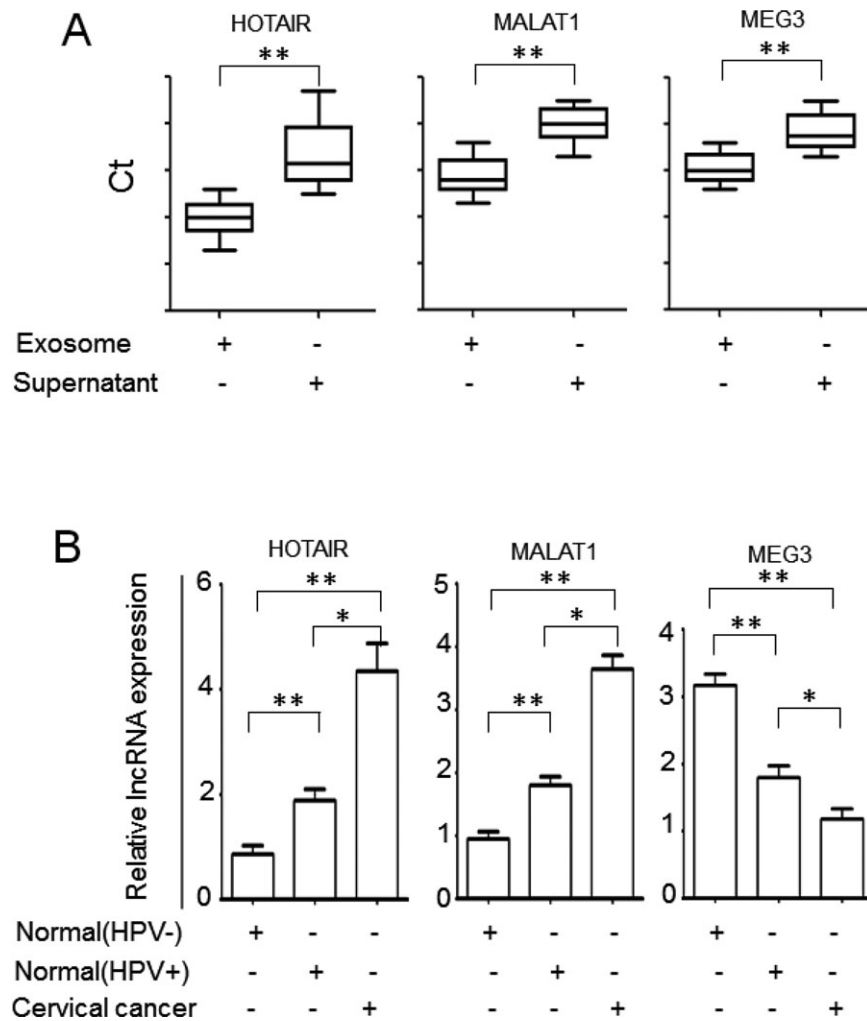 A
HOTAIR MALAT1 MEG3
** ** **
Ct
Exosome + - + - + -
Supernatant - + - + - +
B
HOTAIR MALAT1 MEG3
Relative lncRNA expression
6
4
2
0
** * **
5
4
3
2
1
0
** * **
4
3
2
1
0
** ** *
Normal(HPV-) + - - + - - + - -
Normal(HPV+) - + - - + - - + -
Cervical cancer - - + - - + - - +